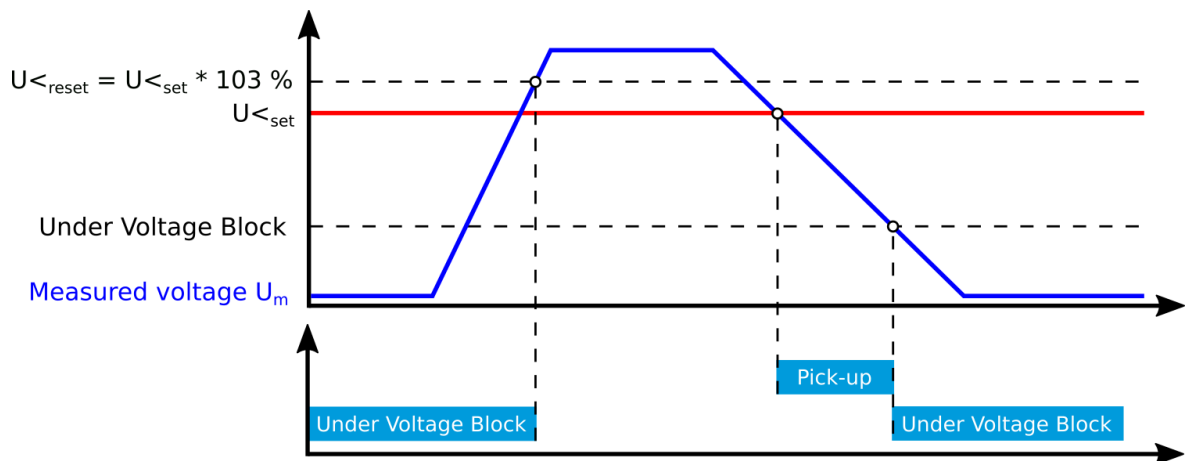 U<reset = U<set * 103 %
U<set
Under Voltage Block
Measured voltage Um
Pick-up
Under Voltage Block
Under Voltage Block